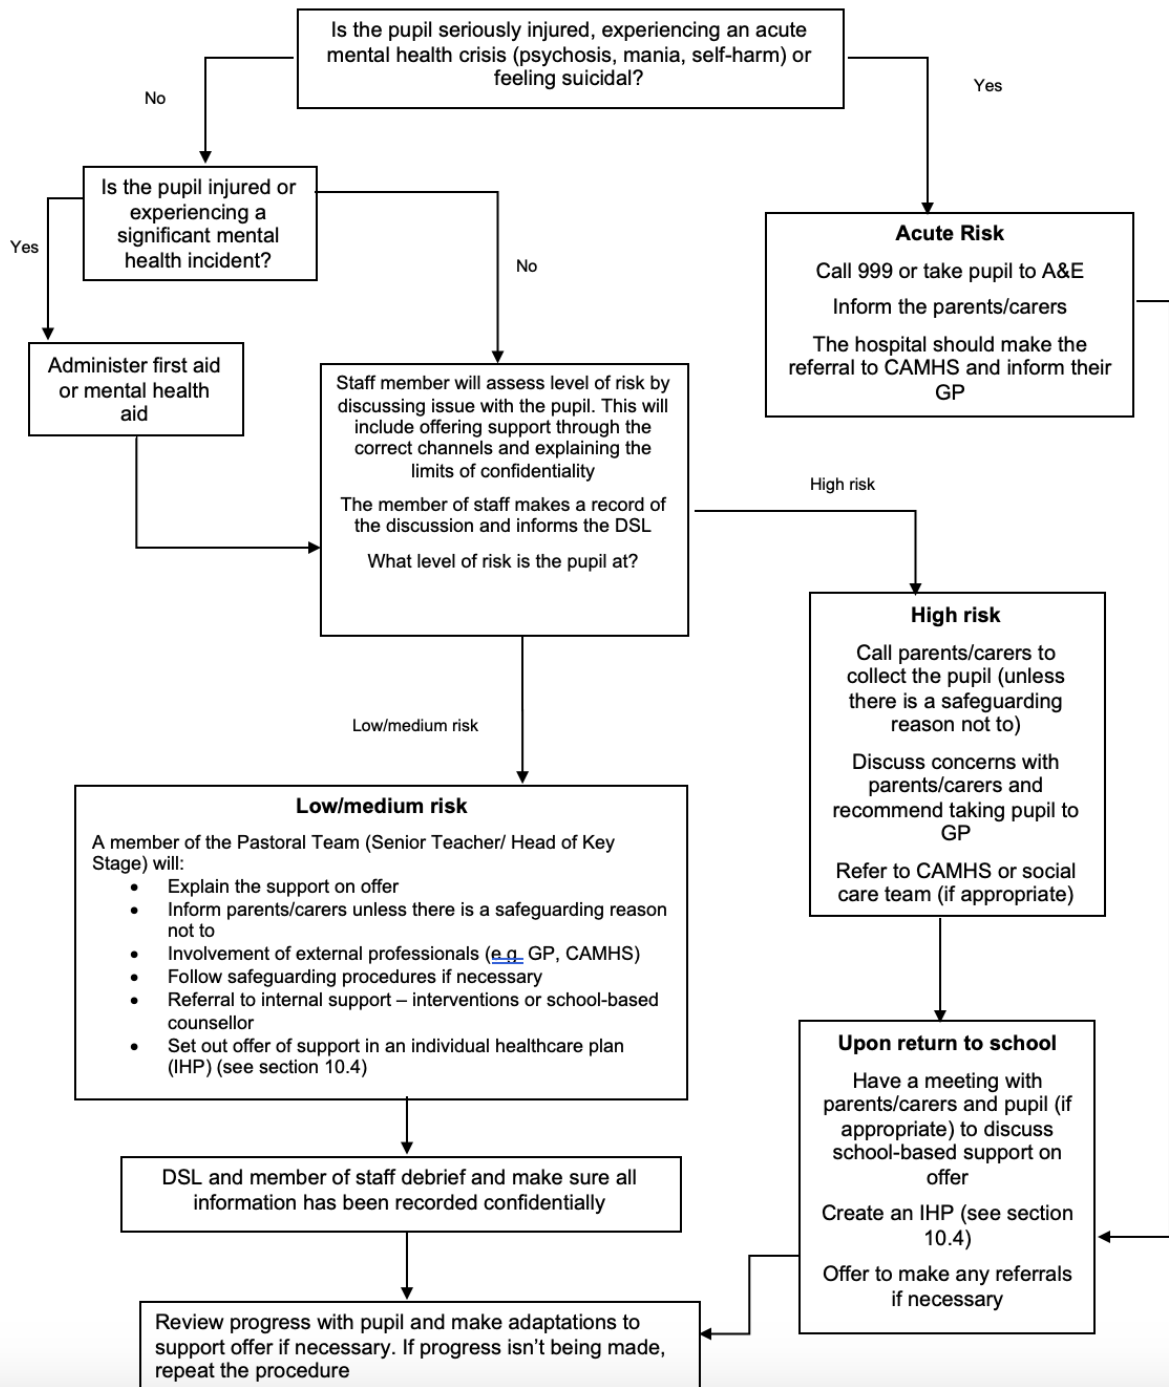 Is the pupil seriously injured, experiencing an acute
mental health crisis (psychosis, mania, self-harm) or
feeling suicidal?
No
Yes
Is the pupil injured or
experiencing a
significant mental
health incident?
Yes
No
Acute Risk
Call 999 or take pupil to A&E
Inform the parents/carers
The hospital should make the
referral to CAMHS and inform their
GP
Administer first aid
or mental health
aid
Staff member will assess level of risk by
discussing issue with the pupil. This will
include offering support through the
correct channels and explaining the
limits of confidentiality
The member of staff makes a record of
the discussion and informs the DSL
What level of risk is the pupil at?
High risk
High risk
Call parents/carers to
collect the pupil (unless
there is a safeguarding
reason not to)
Discuss concerns with
parents/carers and
recommend taking pupil to
GP
Refer to CAMHS or social
care team (if appropriate)
Low/medium risk
Low/medium risk
A member of the Pastoral Team (Senior Teacher/ Head of Key
Stage) will:
• Explain the support on offer
• Inform parents/carers unless there is a safeguarding reason
not to
• Involvement of external professionals (e.g. GP, CAMHS)
• Follow safeguarding procedures if necessary
• Referral to internal support – interventions or school-based
counsellor
• Set out offer of support in an individual healthcare plan
(IHP) (see section 10.4)
Upon return to school
Have a meeting with
parents/carers and pupil (if
appropriate) to discuss
school-based support on
offer
Create an IHP (see section
10.4)
Offer to make any referrals
if necessary
DSL and member of staff debrief and make sure all
information has been recorded confidentially
Review progress with pupil and make adaptations to
support offer if necessary. If progress isn't being made,
repeat the procedure